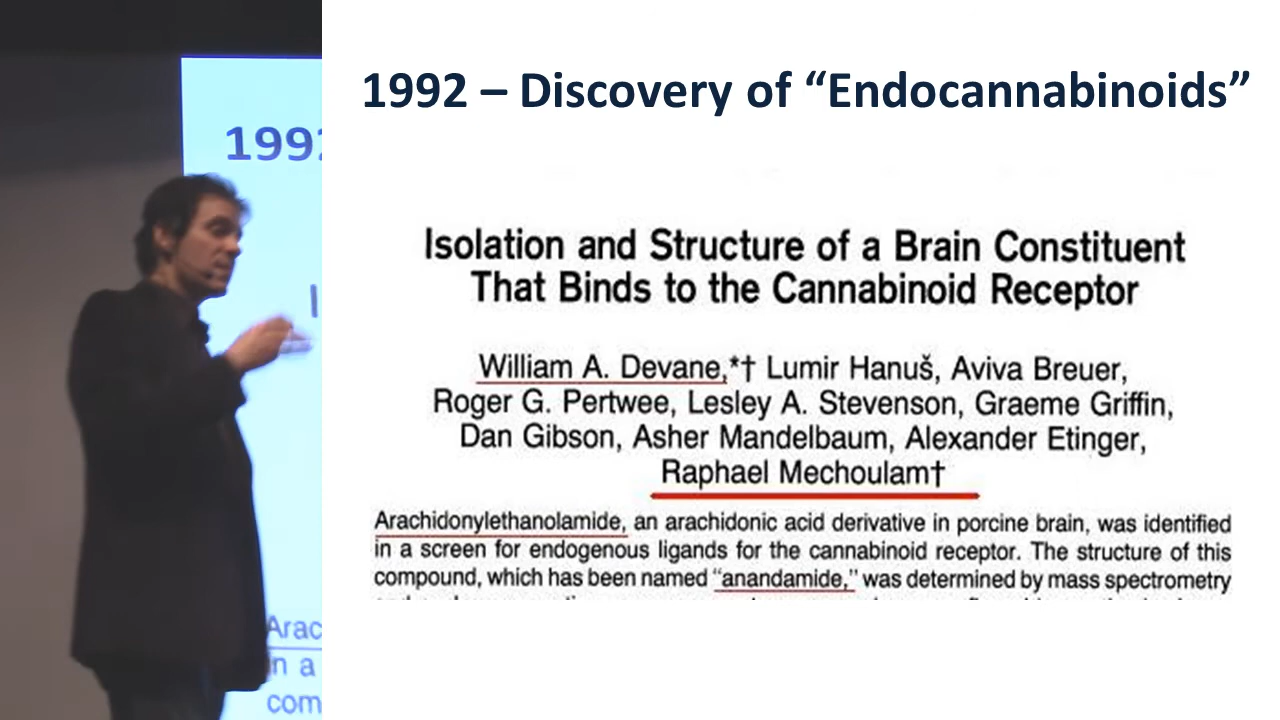 1992 – Discovery of “Endocannabinoids”
1992
Isolation and Structure of a Brain Constituent
That Binds to the Cannabinoid Receptor
I
William A. Devane,*† Lumir Hanuš, Aviva Breuer,
Roger G. Pertwee, Lesley A. Stevenson, Graeme Griffin,
Dan Gibson, Asher Mandelbaum, Alexander Etinger,
Raphael Mechoulam†
Arachidonylethanolamide, an arachidonic acid derivative in porcine brain, was identified
in a screen for endogenous ligands for the cannabinoid receptor. The structure of this
compound, which has been named “anandamide,” was determined by mass spectrometry
Arac
in a
com